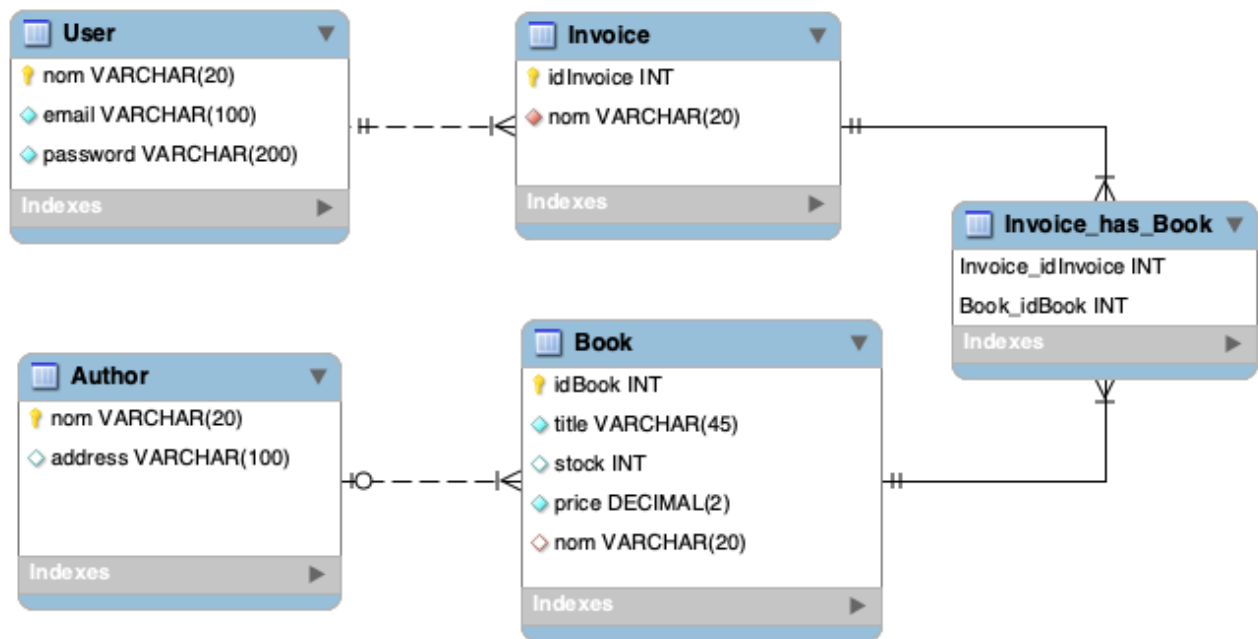 User
nom VARCHAR(20)
email VARCHAR(100)
password VARCHAR(200)
Indexes
Invoice
idInvoice INT
nom VARCHAR(20)
Indexes
Invoice_has_Book
Invoice_idInvoice INT
Book_idBook INT
Indexes
Author
nom VARCHAR(20)
address VARCHAR(100)
Indexes
Book
idBook INT
title VARCHAR(45)
stock INT
price DECIMAL(2)
nom VARCHAR(20)
Indexes